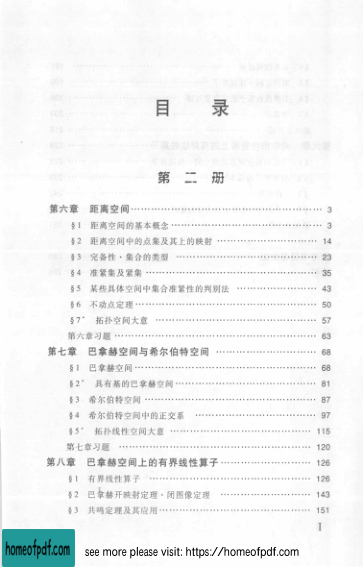 目 录
第 二 册
第六章 距离空间 3
§1 距离空间的基本概念 3
§2 距离空间中的点集及其上的映射 14
§3 完备性·集合的类型 23
§4 准紧集及紧集 35
§5 某些具体空间中集合准紧性的判别法 43
§6 不动点定理 50
§7* 拓扑空间大意 57
第六章习题 63
第七章 巴拿赫空间与希尔伯特空间 68
§1 巴拿赫空间 68
§2* 具有基的巴拿赫空间 81
§3 希尔伯特空间 87
§4 希尔伯特空间中的正交系 97
§5* 拓扑线性空间大意 115
第七章习题 120
第八章 巴拿赫空间上的有界线性算子 126
§1 有界线性算子 126
§2 巴拿赫开映射定理·闭图像定理 143
§3 共鸣定理及其应用 151
I
homeofpdf.com
see more please visit: https://homeofpdf.com